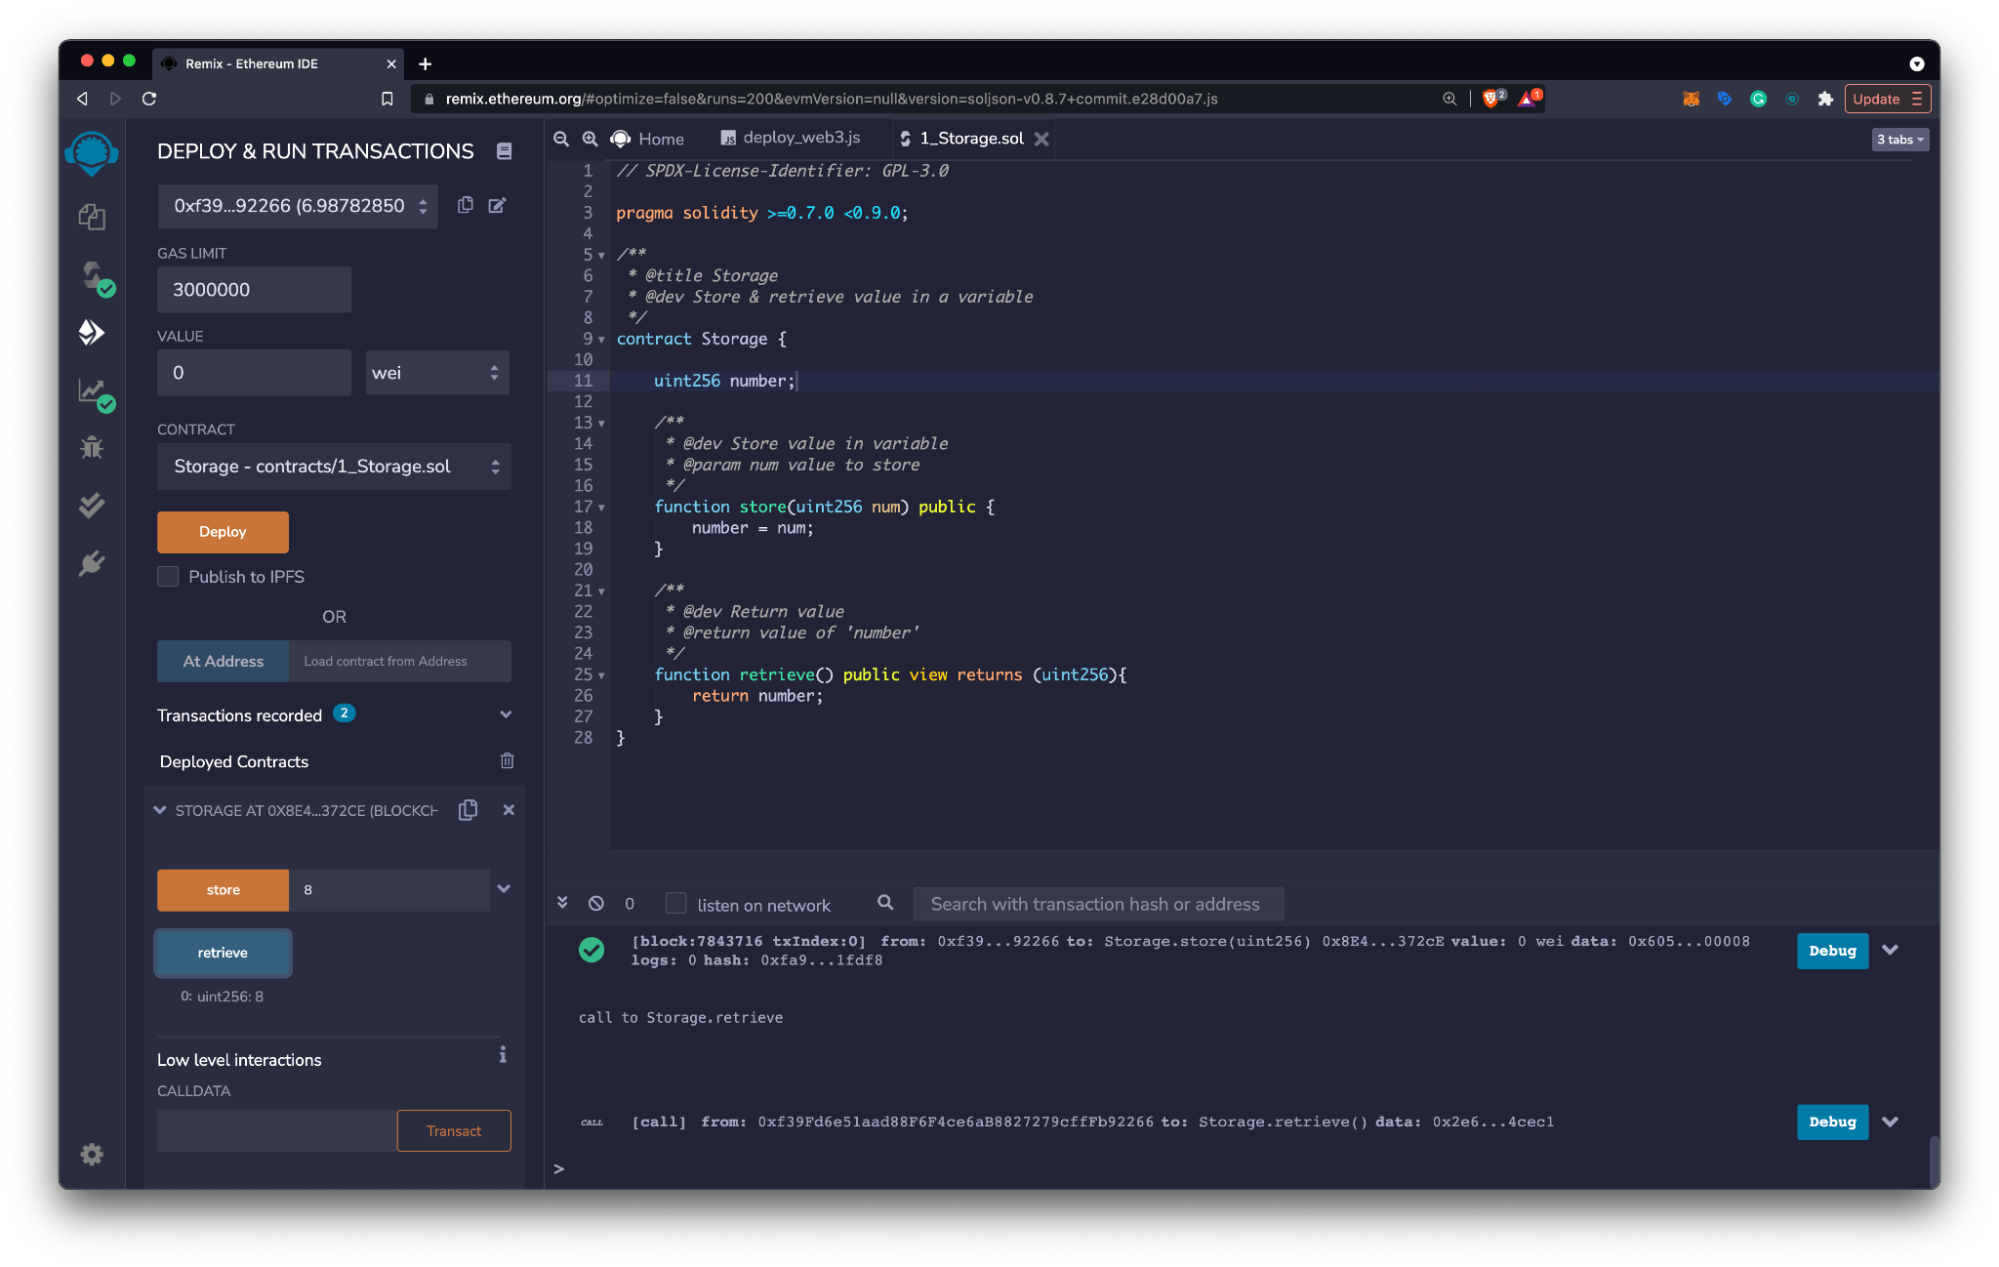 Remix - Ethereum IDE
remix.ethereum.org/#optimize=false&runs=200&evmVersion=null&version=soljson-v0.8.7+commit.e28d00a7.js
2
1
Update
DEPLOY & RUN TRANSACTIONS
0xf39...92266 (6.98782850
GAS LIMIT
3000000
VALUE
0
wei
CONTRACT
Storage - contracts/1_Storage.sol
Deploy
Publish to IPFS
OR
At Address
Load contract from Address
Transactions recorded 2
Deployed Contracts
STORAGE AT 0X8E4...372CE (BLOCKCH
store
8
retrieve
0: uint256: 8
Low level interactions
i
CALLDATA
Transact
Home
JS deploy_web3.js
1_Storage.sol
3 tabs
1 // SPDX-License-Identifier: GPL-3.0
2
3 pragma solidity >=0.7.0 <0.9.0;
4
5 /**
6 * @title Storage
7 * @dev Store & retrieve value in a variable
8 */
9 contract Storage {
10
11 uint256 number;
12
13 /**
14 * @dev Store value in variable
15 * @param num value to store
16 */
17 function store(uint256 num) public {
18 number = num;
19 }
20
21 /**
22 * @dev Return value
23 * @return value of 'number'
24 */
25 function retrieve() public view returns (uint256){
26 return number;
27 }
28 }
0
listen on network
Search with transaction hash or address
[block:7843716 txIndex:0] from: 0xf39...92266 to: Storage.store(uint256) 0x8E4...372cE value: 0 wei data: 0x605...00008
logs: 0 hash: 0xfa9...1fdf8
Debug
call to Storage.retrieve
CALL [call] from: 0xf39Fd6e51aad88F6F4ce6aB8827279cffFb92266 to: Storage.retrieve() data: 0x2e6...4cec1
Debug
>